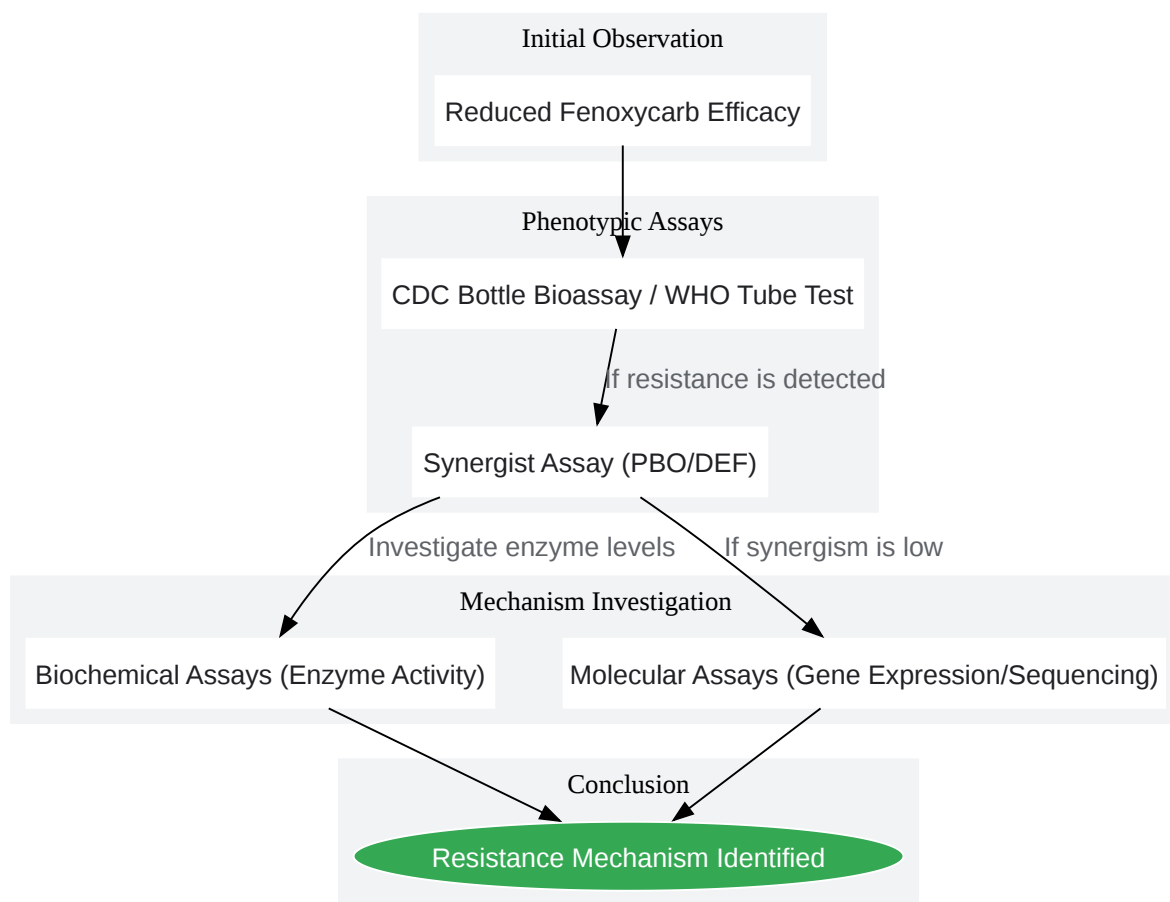 Initial Observation
Reduced Fenoxycarb Efficacy
Phenotypic Assays
CDC Bottle Bioassay / WHO Tube Test
If resistance is detected
Synergist Assay (PBO/DEF)
Investigate enzyme levels
If synergism is low
Mechanism Investigation
Biochemical Assays (Enzyme Activity)
Molecular Assays (Gene Expression/Sequencing)
Conclusion
Resistance Mechanism Identified